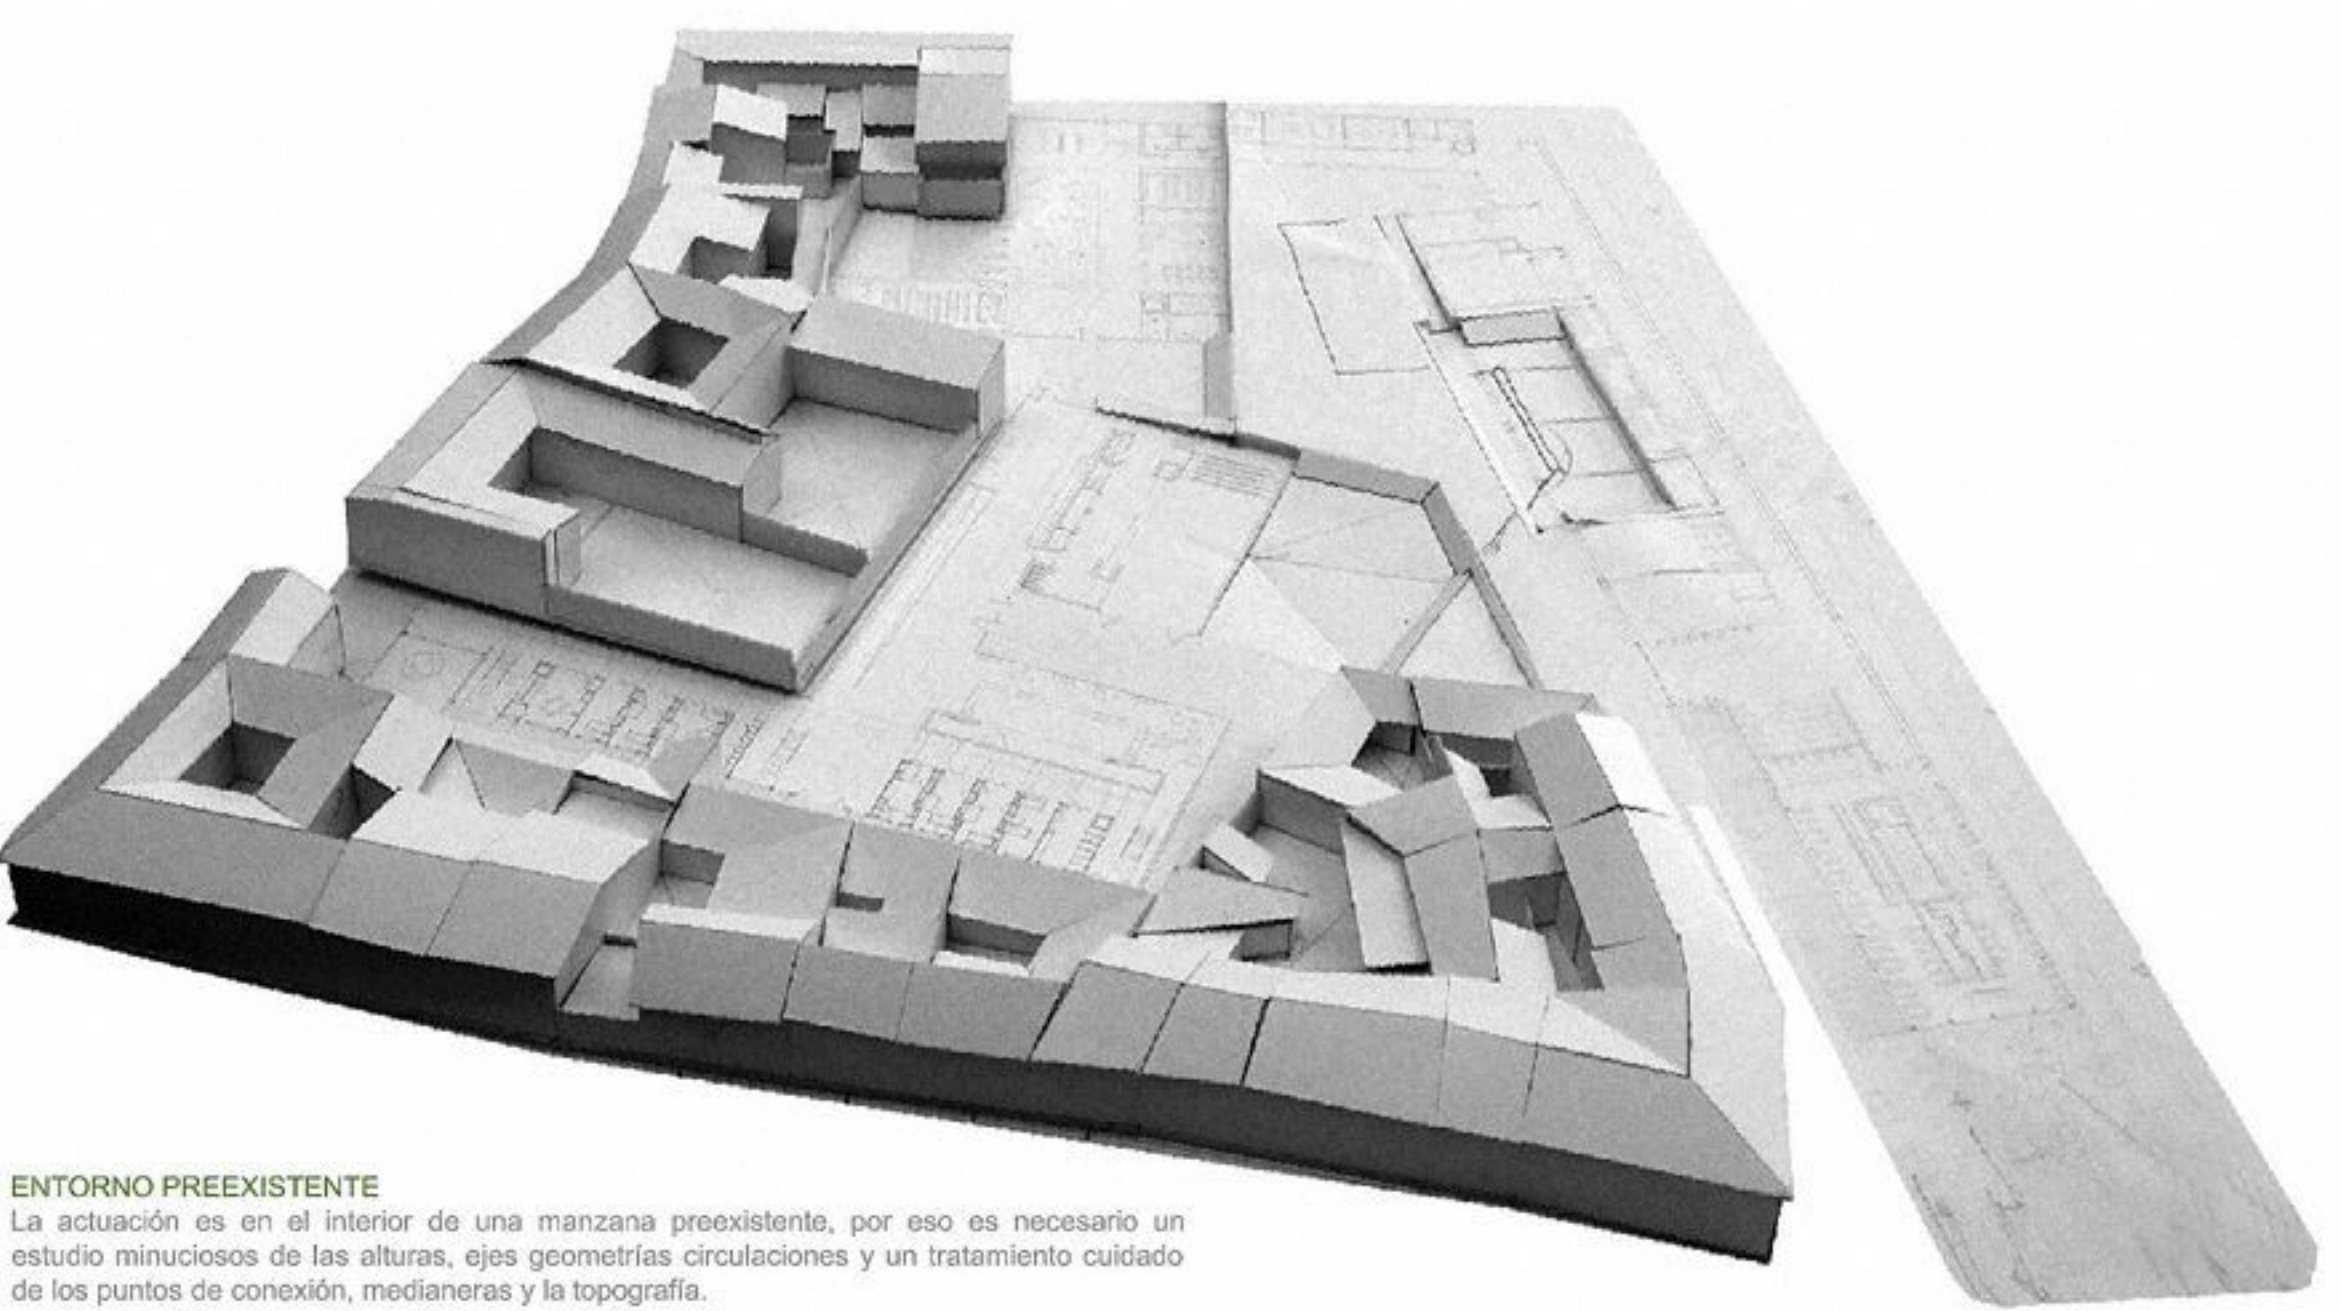 ENTORNO PREEXISTENTE
La actuación es en el interior de una manzana preexistente, por eso es necesario un
estudio minuciosos de las alturas, ejes geometrías circulaciones y un tratamiento cuidado
de los puntos de conexión, medianeras y la topografía.